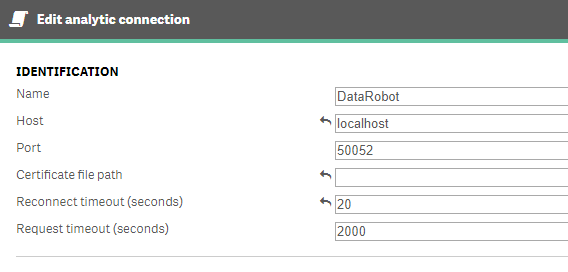 Edit analytic connection
IDENTIFICATION
Name DataRobot
Host localhost
Port 50052
Certificate file path
Reconnect timeout (seconds) 20
Request timeout (seconds) 2000